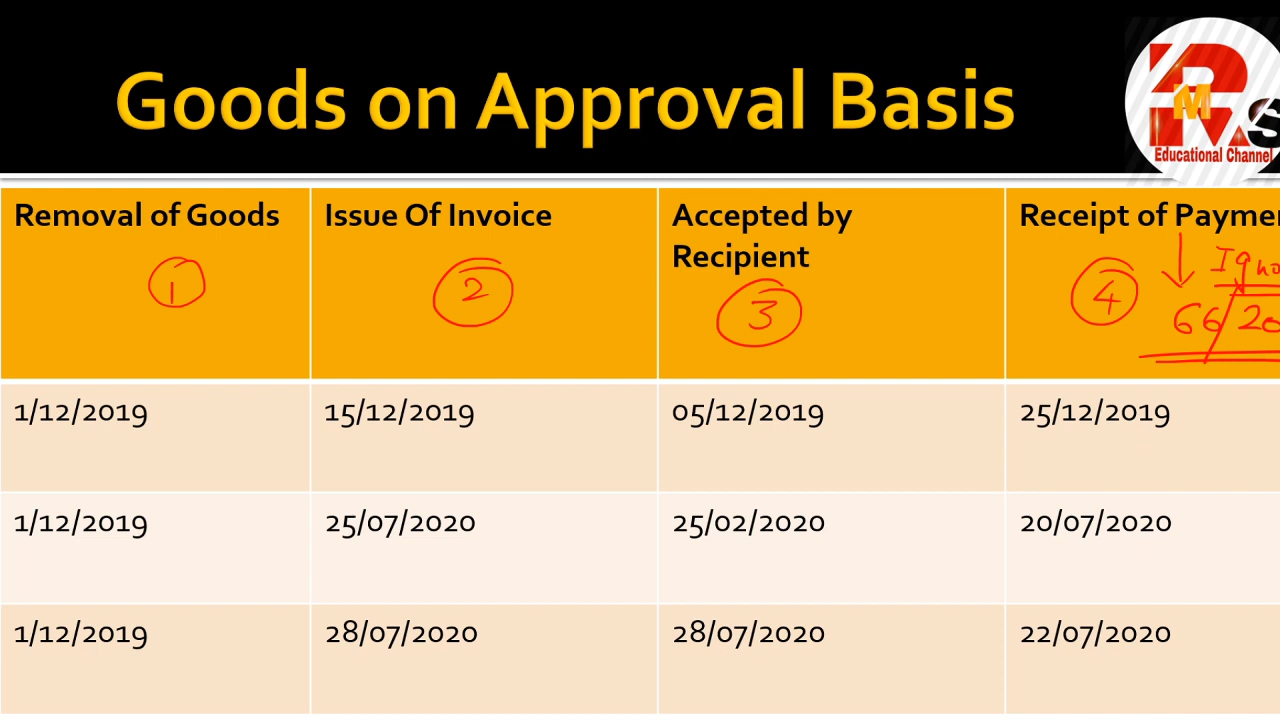 Goods on Approval Basis
Educational Channel
Removal of Goods
Issue Of Invoice
Accepted by
Recipient
Receipt of Paymen
1
2
3
4
66/20
1/12/2019
15/12/2019
05/12/2019
25/12/2019
1/12/2019
25/07/2020
25/02/2020
20/07/2020
1/12/2019
28/07/2020
28/07/2020
22/07/2020